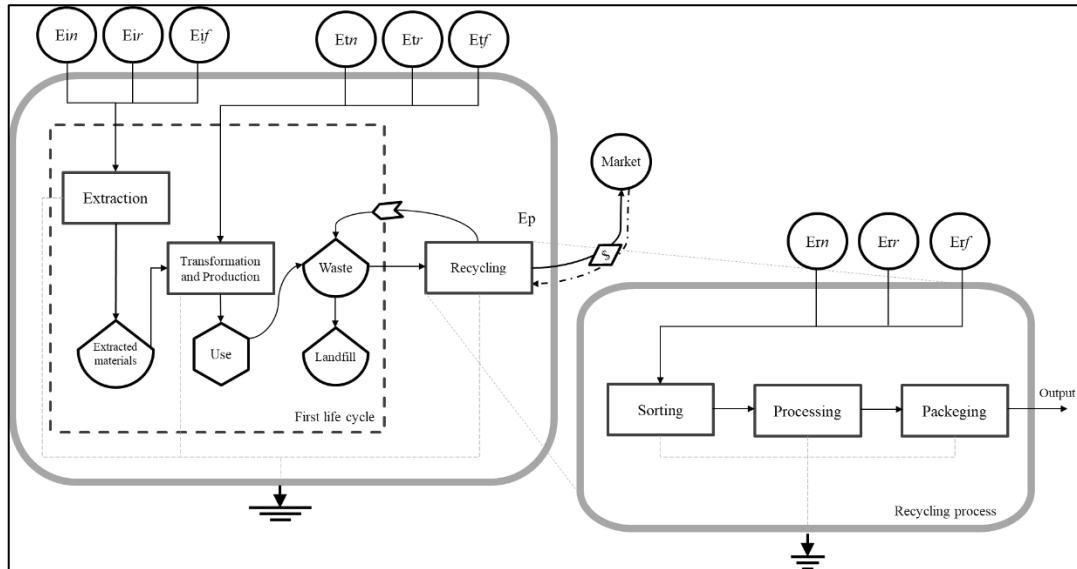 Ein
Eir
Eif
Etn
Etr
Etf
Market
Extraction
Ep
Ern
Err
Erf
Transformation
and Production
Waste
Recycling
$
Extracted
materials
Use
Landfill
First life cycle
Sorting
Processing
Packeging
Output
Recycling process